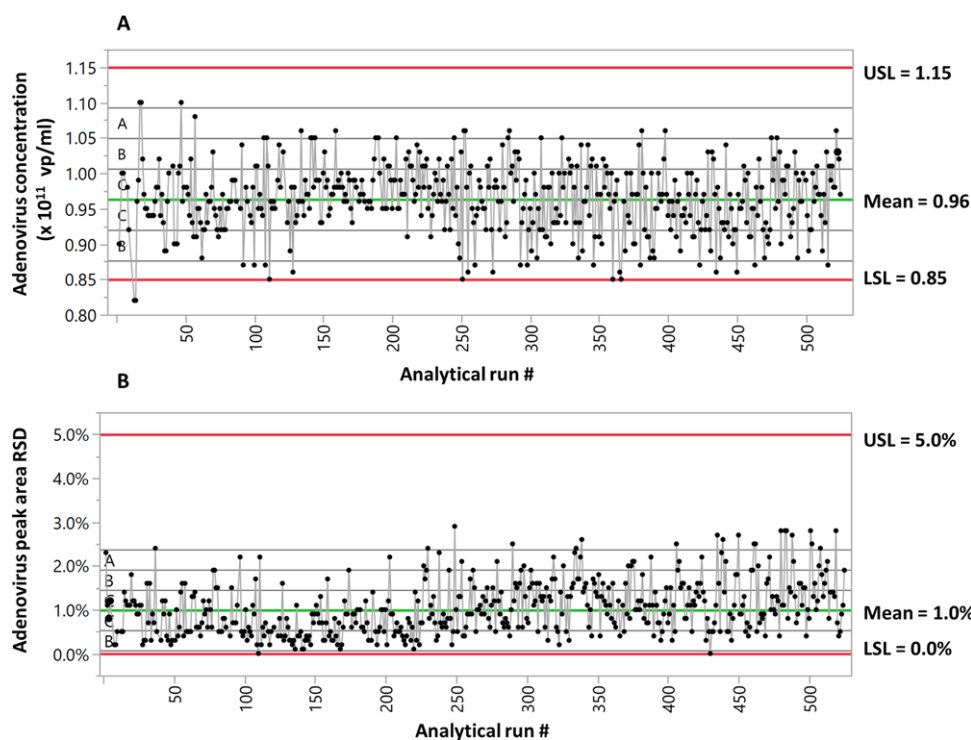 A
Adenovirus concentration
(x 10¹¹ vp/ml)
1.15
1.10
1.05
1.00
0.95
0.90
0.85
0.80
A
B
C
C
B
USL = 1.15
Mean = 0.96
LSL = 0.85
50
100
150
200
250
300
350
400
450
500
Analytical run #
B
Adenovirus peak area RSD
5.0%
4.0%
3.0%
2.0%
1.0%
0.0%
A
B
C
C
B
USL = 5.0%
Mean = 1.0%
LSL = 0.0%
50
100
150
200
250
300
350
400
450
500
Analytical run #